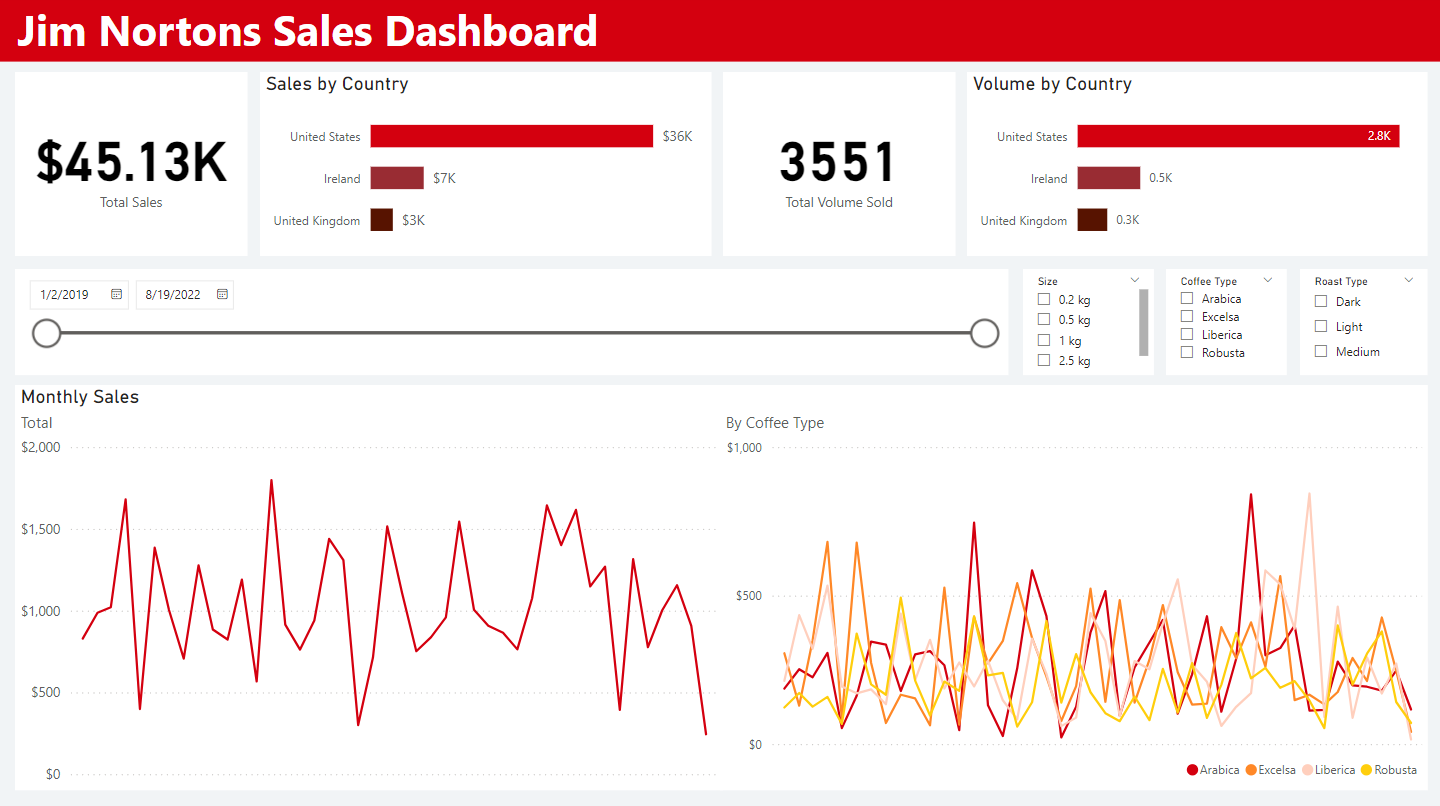 Jim Nortons Sales Dashboard
$45.13K
Total Sales
Sales by Country
United States $36K
Ireland $7K
United Kingdom $3K
3551
Total Volume Sold
Volume by Country
United States 2.8K
Ireland 0.5K
United Kingdom 0.3K
1/2/2019 8/19/2022
Size
0.2 kg
0.5 kg
1 kg
2.5 kg
Coffee Type
Arabica
Excelsa
Liberica
Robusta
Roast Type
Dark
Light
Medium
Monthly Sales
Total
$2,000
$1,500
$1,000
$500
$0
By Coffee Type
$1,000
$500
$0
Arabica Excelsa Liberica Robusta